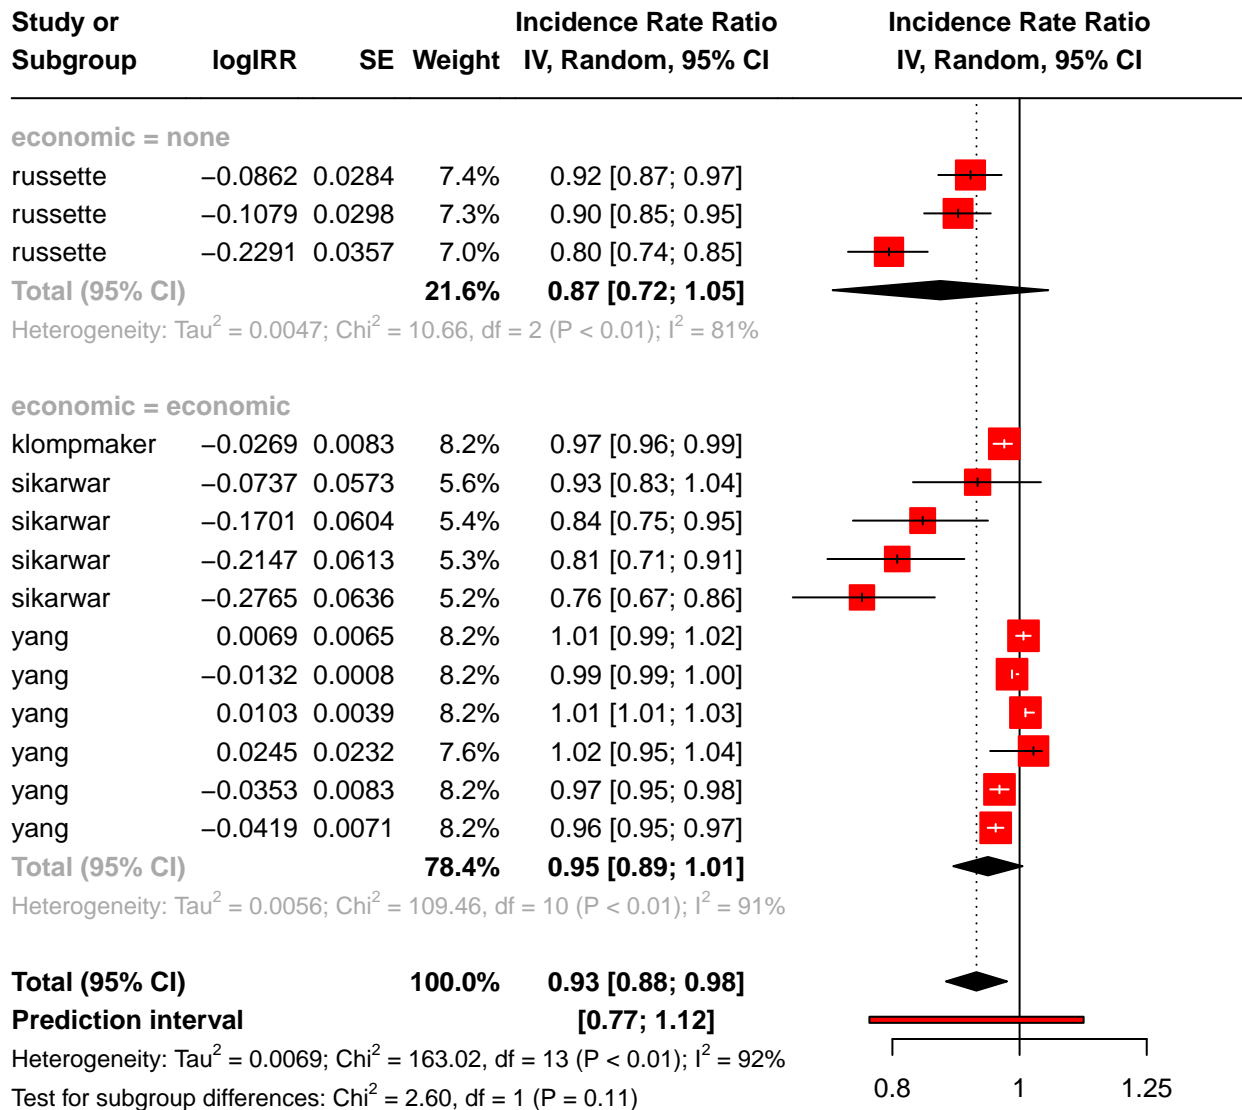 Study or Incidence Rate Ratio Incidence Rate Ratio
Subgroup logIRR SE Weight IV, Random, 95% CI IV, Random, 95% CI
economic = none
russette −0.0862 0.0284 7.4% 0.92 [0.87; 0.97]
russette −0.1079 0.0298 7.3% 0.90 [0.85; 0.95]
russette −0.2291 0.0357 7.0% 0.80 [0.74; 0.85]
Total (95% CI) 21.6% 0.87 [0.72; 1.05]
Heterogeneity: Tau² = 0.0047; Chi² = 10.66, df = 2 (P < 0.01); I² = 81%
economic = economic
klompmaker −0.0269 0.0083 8.2% 0.97 [0.96; 0.99]
sikarwar −0.0737 0.0573 5.6% 0.93 [0.83; 1.04]
sikarwar −0.1701 0.0604 5.4% 0.84 [0.75; 0.95]
sikarwar −0.2147 0.0613 5.3% 0.81 [0.71; 0.91]
sikarwar −0.2765 0.0636 5.2% 0.76 [0.67; 0.86]
yang 0.0069 0.0065 8.2% 1.01 [0.99; 1.02]
yang −0.0132 0.0008 8.2% 0.99 [0.99; 1.00]
yang 0.0103 0.0039 8.2% 1.01 [1.01; 1.03]
yang 0.0245 0.0232 7.6% 1.02 [0.95; 1.04]
yang −0.0353 0.0083 8.2% 0.97 [0.95; 0.98]
yang −0.0419 0.0071 8.2% 0.96 [0.95; 0.97]
Total (95% CI) 78.4% 0.95 [0.89; 1.01]
Heterogeneity: Tau² = 0.0056; Chi² = 109.46, df = 10 (P < 0.01); I² = 91%
Total (95% CI) 100.0% 0.93 [0.88; 0.98]
Prediction interval [0.77; 1.12]
Heterogeneity: Tau² = 0.0069; Chi² = 163.02, df = 13 (P < 0.01); I² = 92%
Test for subgroup differences: Chi² = 2.60, df = 1 (P = 0.11)
0.8 1 1.25